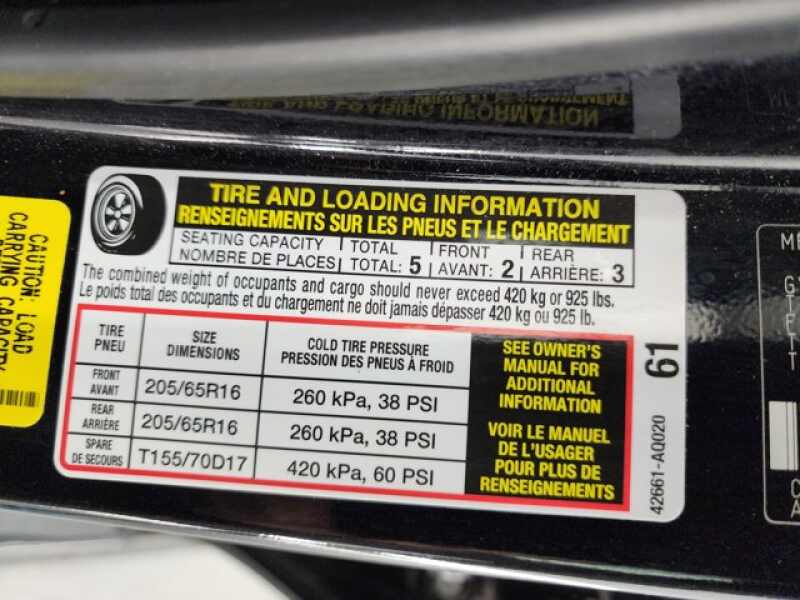 TIRE AND LOADING INFORMATION
TIRE AND LOADING INFORMATION
RENSEIGNEMENTS SUR LES PNEUS ET LE CHARGEMENT
SEATING CAPACITY | TOTAL | FRONT | REAR
NOMBRE DE PLACES | TOTAL: 5 | AVANT: 2 | ARRIÈRE: 3
The combined weight of occupants and cargo should never exceed 420 kg or 925 lbs.
Le poids total des occupants et du chargement ne doit jamais dépasser 420 kg ou 925 lb.
TIRE SIZE COLD TIRE PRESSURE
PNEU DIMENSIONS PRESSION DES PNEUS À FROID
FRONT
AVANT 205/65R16 260 kPa, 38 PSI
REAR
ARRIÈRE 205/65R16 260 kPa, 38 PSI
SPARE
DE SECOURS T155/70D17 420 kPa, 60 PSI
SEE OWNER'S
MANUAL FOR
ADDITIONAL
INFORMATION
VOIR LE MANUEL
DE L'USAGER
POUR PLUS DE
RENSEIGNEMENTS
61
42661-AQ020
CAUTION: LOAD
CARRYING CAPACITY